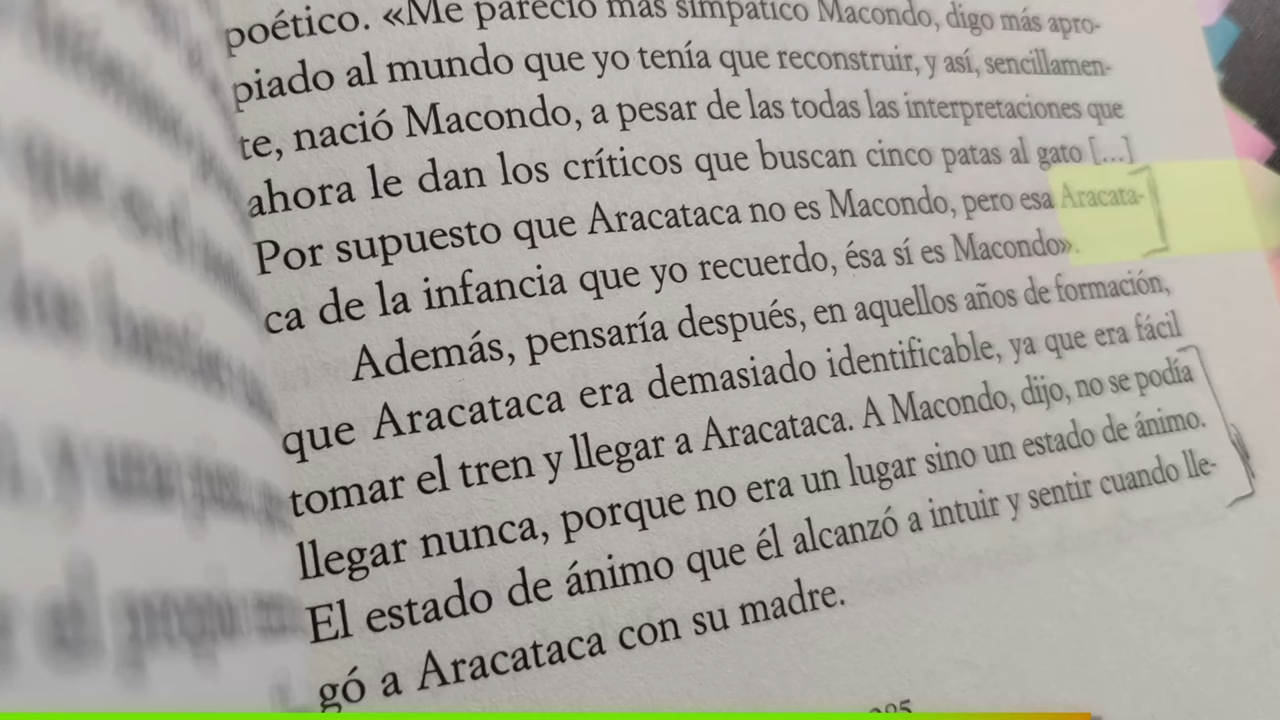 poético. «Me pareció más simpático Macondo, digo más apro-
piado al mundo que yo tenía que reconstruir, y así, sencillamen-
te, nació Macondo, a pesar de las todas las interpretaciones que
ahora le dan los críticos que buscan cinco patas al gato [...]
Por supuesto que Aracataca no es Macondo, pero esa Aracata-
ca de la infancia que yo recuerdo, ésa sí es Macondo».
Además, pensaría después, en aquellos años de formación,
que Aracataca era demasiado identificable, ya que era fácil
tomar el tren y llegar a Aracataca. A Macondo, dijo, no se podía
llegar nunca, porque no era un lugar sino un estado de ánimo.
El estado de ánimo que él alcanzó a intuir y sentir cuando lle-
gó a Aracataca con su madre.